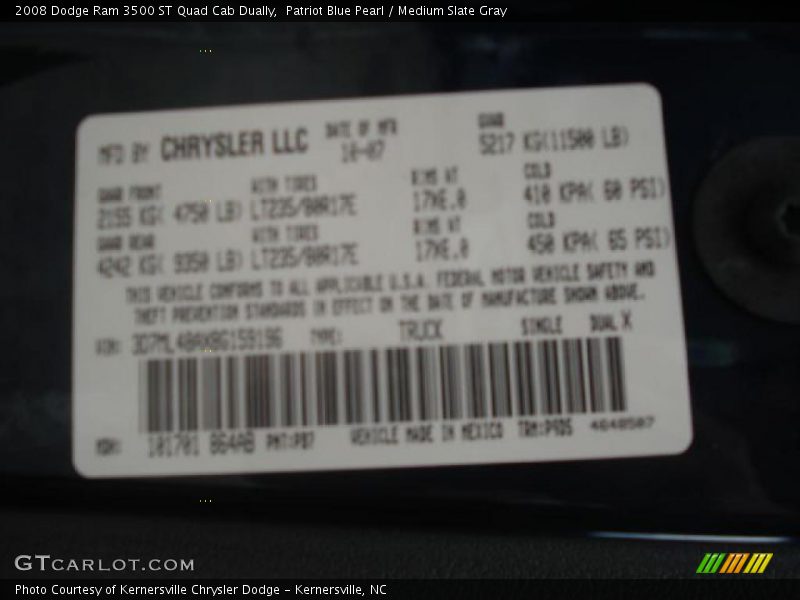 2008 Dodge Ram 3500 ST Quad Cab Dually,  Patriot Blue Pearl / Medium Slate Gray
MFD BY CHRYSLER LLC DATE OF MFR GVWR
10-07 5217 KG(11500 LB)
GAWR FRONT WITH TIRES RIMS AT COLD
2155 KG( 4750 LB) LT235/80R17E 17X6.0 410 KPA( 60 PSI)
GAWR REAR WITH TIRES RIMS AT COLD
4242 KG( 9350 LB) LT235/80R17E 17X6.0 450 KPA( 65 PSI)
THIS VEHICLE CONFORMS TO ALL APPLICABLE U.S.A. FEDERAL MOTOR VEHICLE SAFETY AND
THEFT PREVENTION STANDARDS IN EFFECT ON THE DATE OF MANUFACTURE SHOWN ABOVE.
VIN: TYPE: TRUCK SINGLE DUAL X
MDH: 101701 VEHICLE MADE IN MEXICO
GTCARLOT.COM
Photo Courtesy of Kernersville Chrysler Dodge - Kernersville, NC